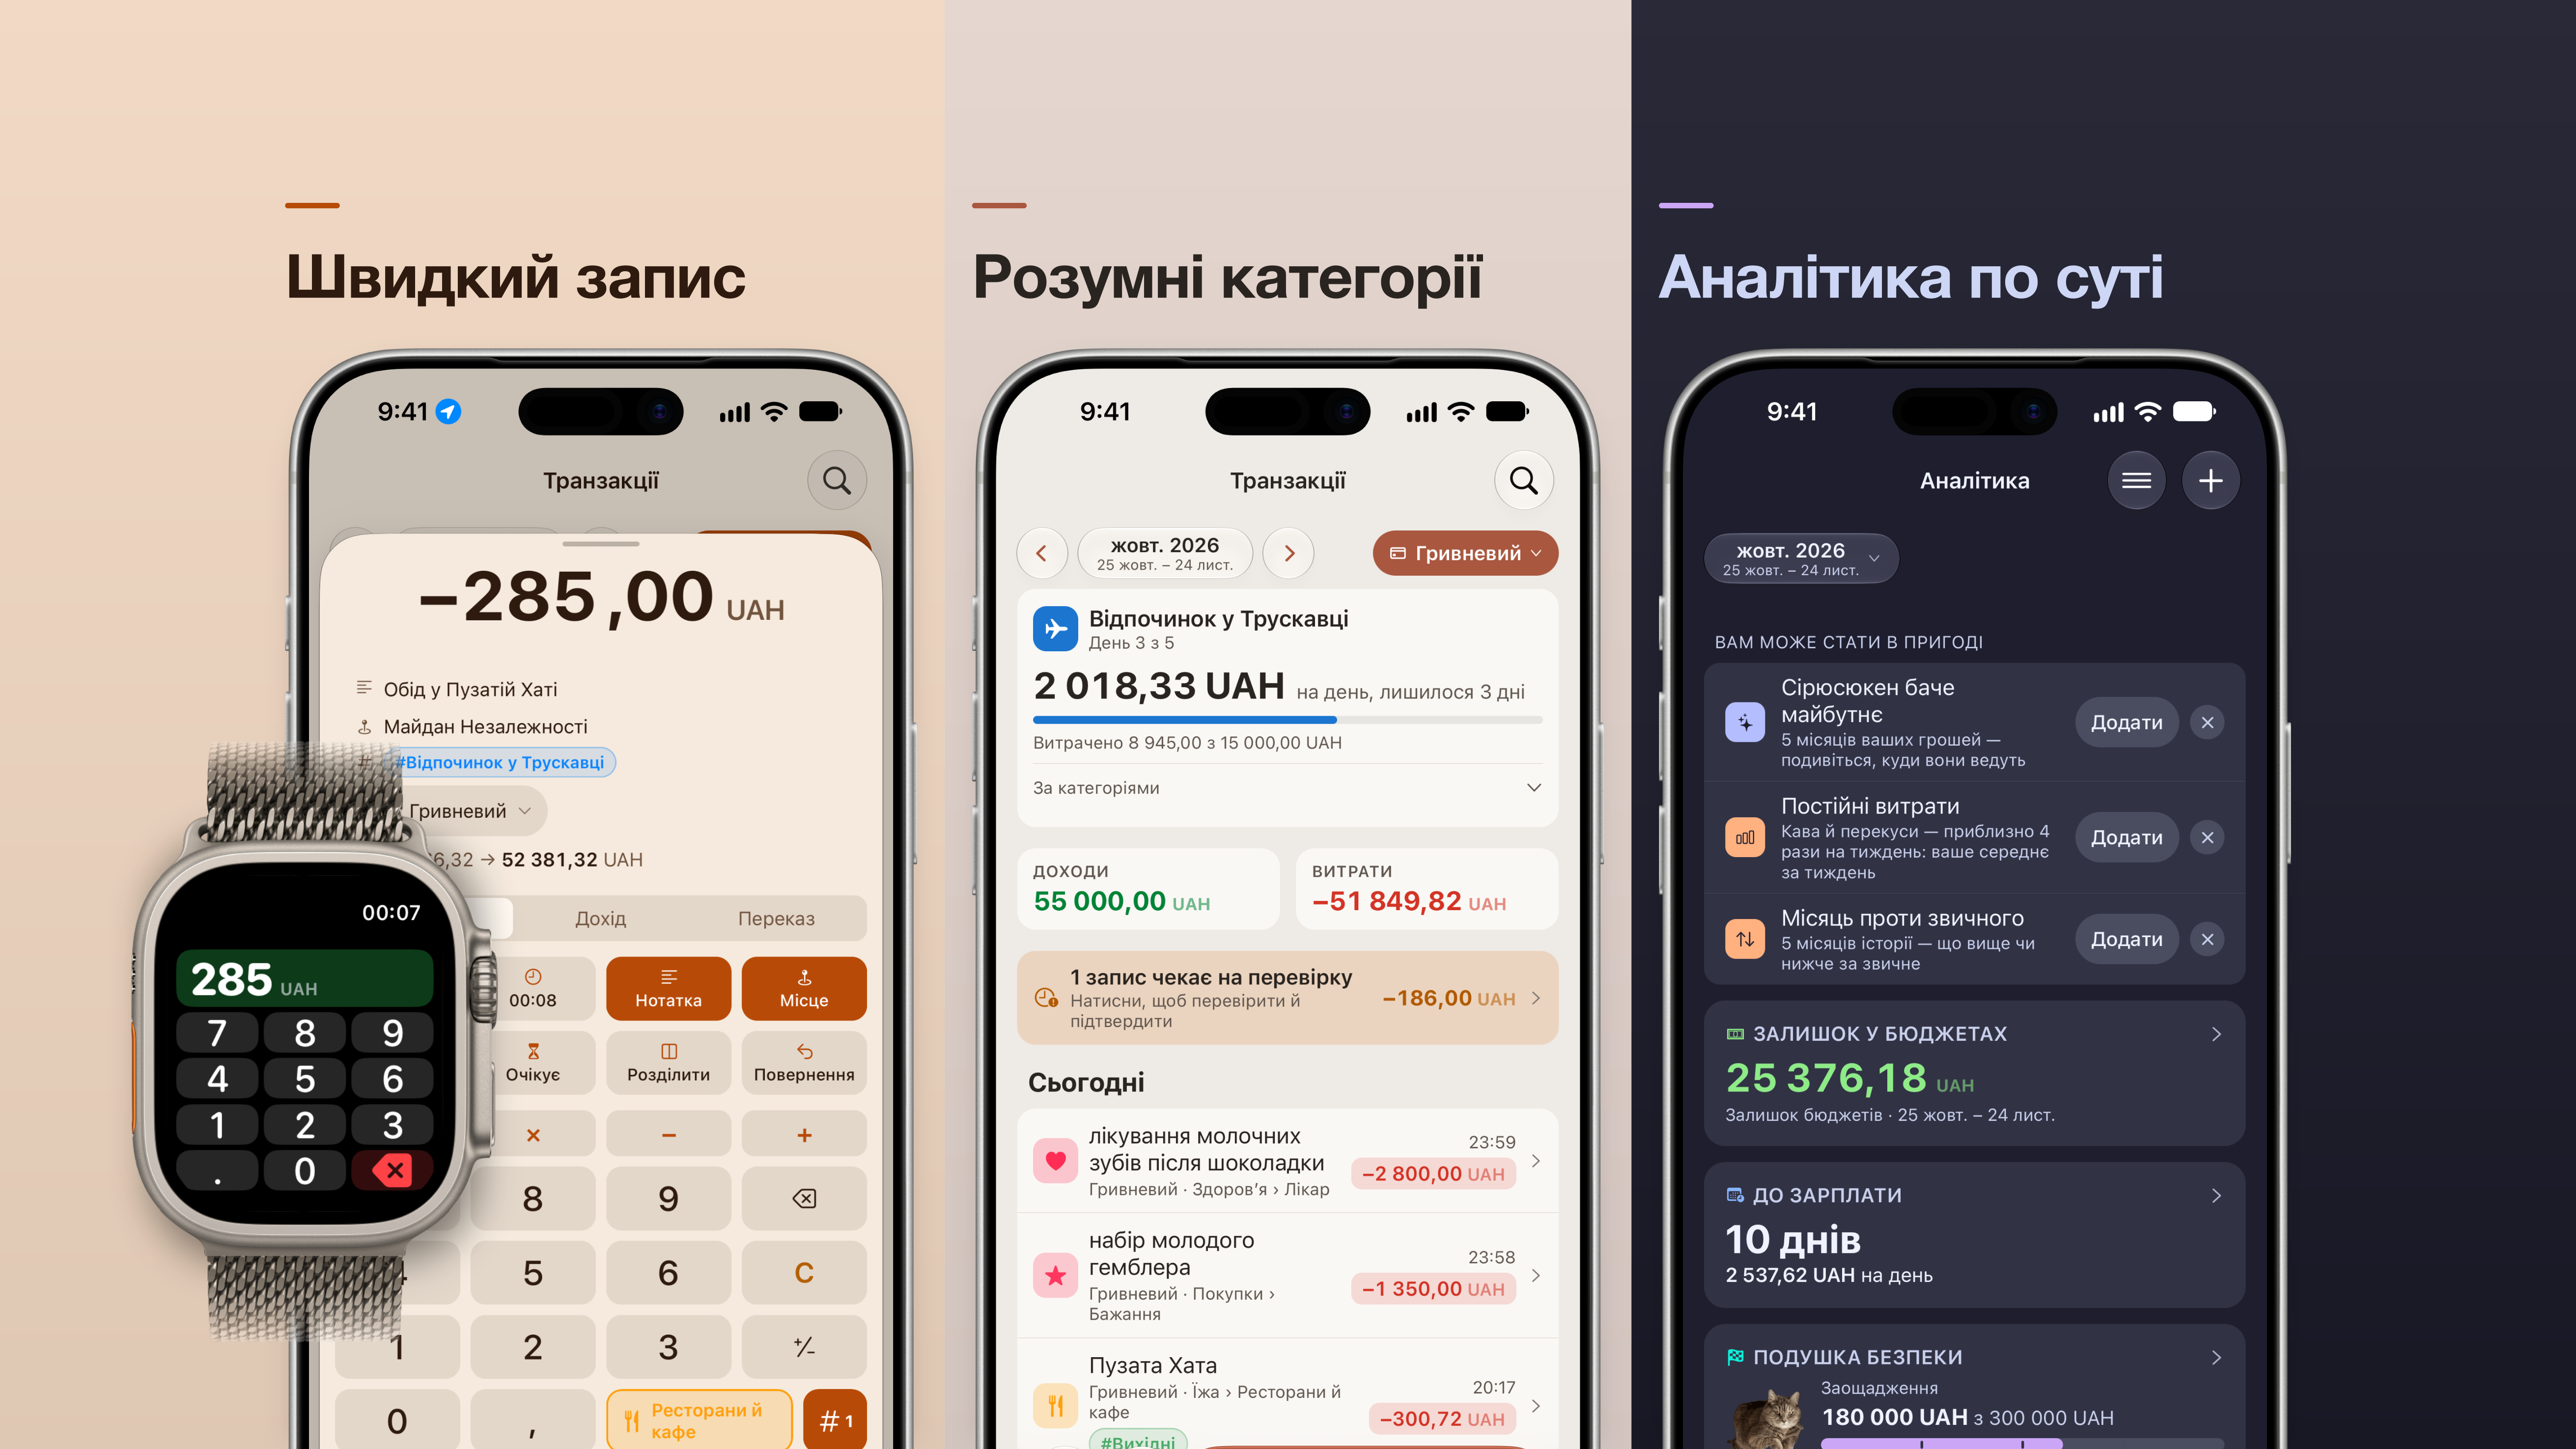 Швидкий запис
9:41
Транзакції
−285,00 UAH
Обід у Пузатій Хаті
Майдан Незалежності
#Відпочинок у Трускавці
Гривневий
6,32 → 52 381,32 UAH
Дохід
Переказ
00:08
Нотатка
Місце
Очікує
Розділити
Повернення
× − +
8 9
5 6 C
1 2 3 +/−
0 ,
Ресторани й
кафе
# 1
00:07
285 UAH
7 8 9
4 5 6
1 2 3
. 0
Розумні категорії
9:41
Транзакції
жовт. 2026
25 жовт. – 24 лист.
Гривневий
Відпочинок у Трускавці
День 3 з 5
2 018,33 UAH на день, лишилося 3 дні
Витрачено 8 945,00 з 15 000,00 UAH
За категоріями
ДОХОДИ
55 000,00 UAH
ВИТРАТИ
−51 849,82 UAH
1 запис чекає на перевірку
Натисни, щоб перевірити й
підтвердити
−186,00 UAH
Сьогодні
лікування молочних
зубів після шоколадки
Гривневий · Здоров’я › Лікар
23:59
−2 800,00 UAH
набір молодого
гемблера
Гривневий · Покупки ›
Бажання
23:58
−1 350,00 UAH
Пузата Хата
Гривневий · Їжа › Ресторани й
кафе
#Вихідні
20:17
−300,72 UAH
Аналітика по суті
9:41
Аналітика
жовт. 2026
25 жовт. – 24 лист.
ВАМ МОЖЕ СТАТИ В ПРИГОДІ
Сірюсюкен баче
майбутнє
5 місяців ваших грошей —
подивіться, куди вони ведуть
Додати
Постійні витрати
Кава й перекуси — приблизно 4
рази на тиждень: ваше середнє
за тиждень
Додати
Місяць проти звичного
5 місяців історії — що вище чи
нижче за звичне
Додати
ЗАЛИШОК У БЮДЖЕТАХ
25 376,18 UAH
Залишок бюджетів · 25 жовт. – 24 лист.
ДО ЗАРПЛАТИ
10 днів
2 537,62 UAH на день
ПОДУШКА БЕЗПЕКИ
Заощадження
180 000 UAH з 300 000 UAH